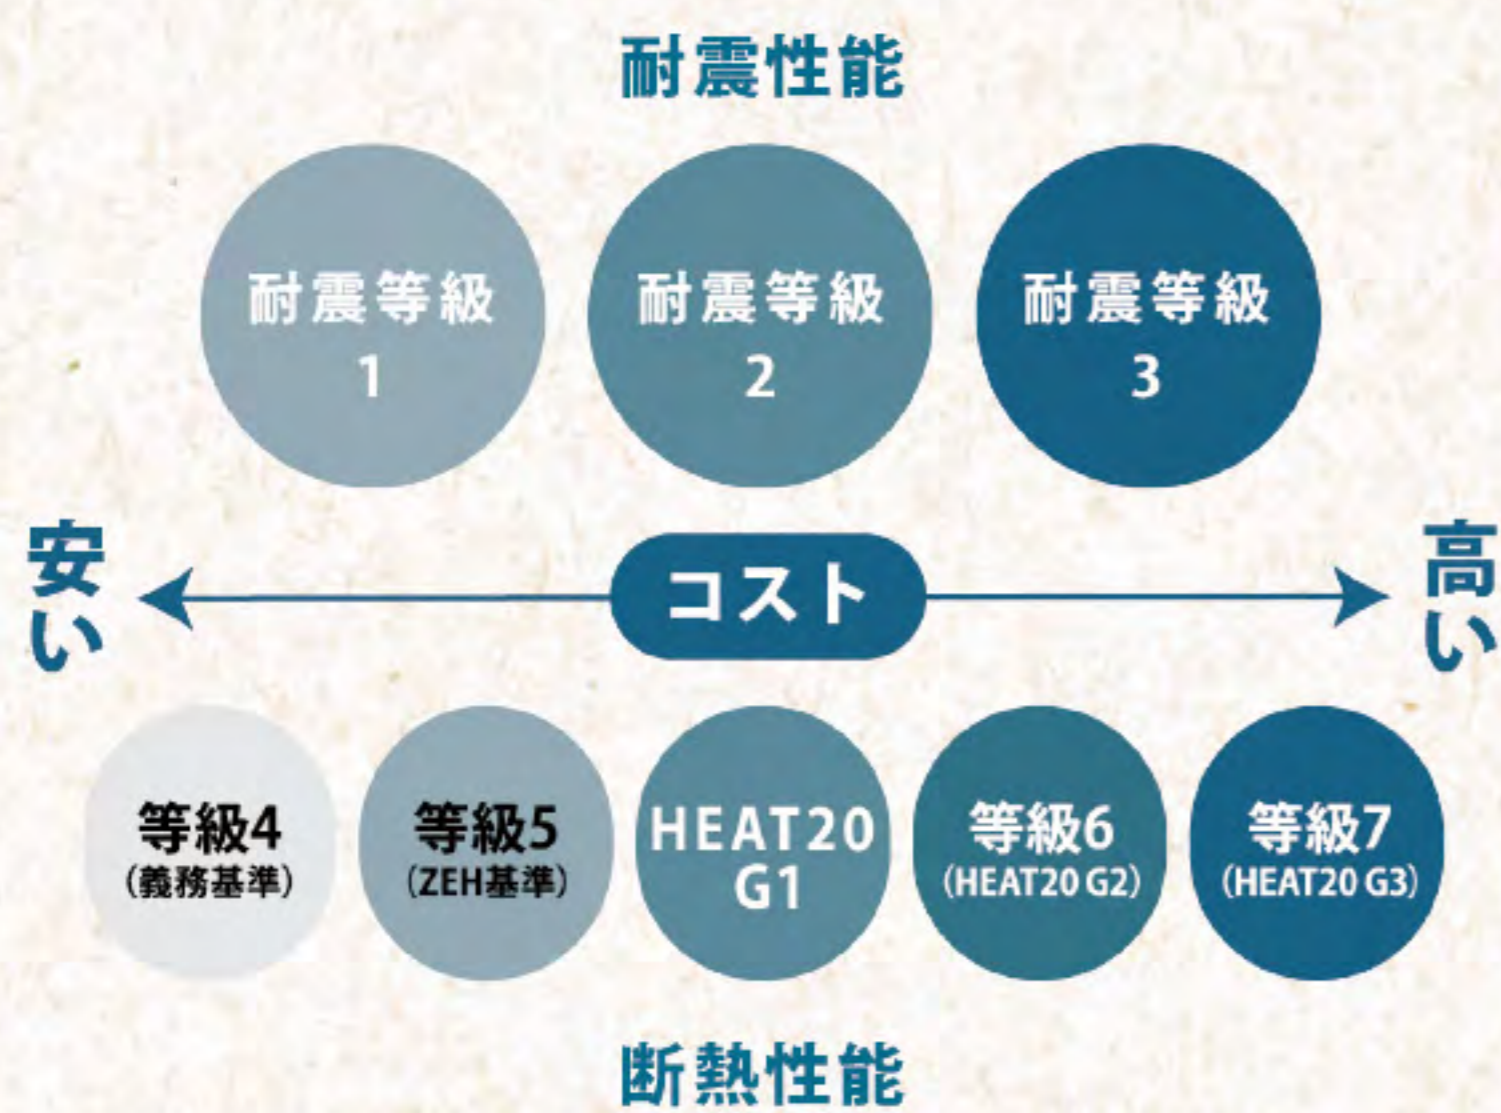 耐震性能
耐震等級
1
耐震等級
2
耐震等級
3
安い
コスト
高い
等級4
(義務基準)
等級5
(ZEH基準)
HEAT20
G1
等級6
(HEAT20 G2)
等級7
(HEAT20 G3)
断熱性能